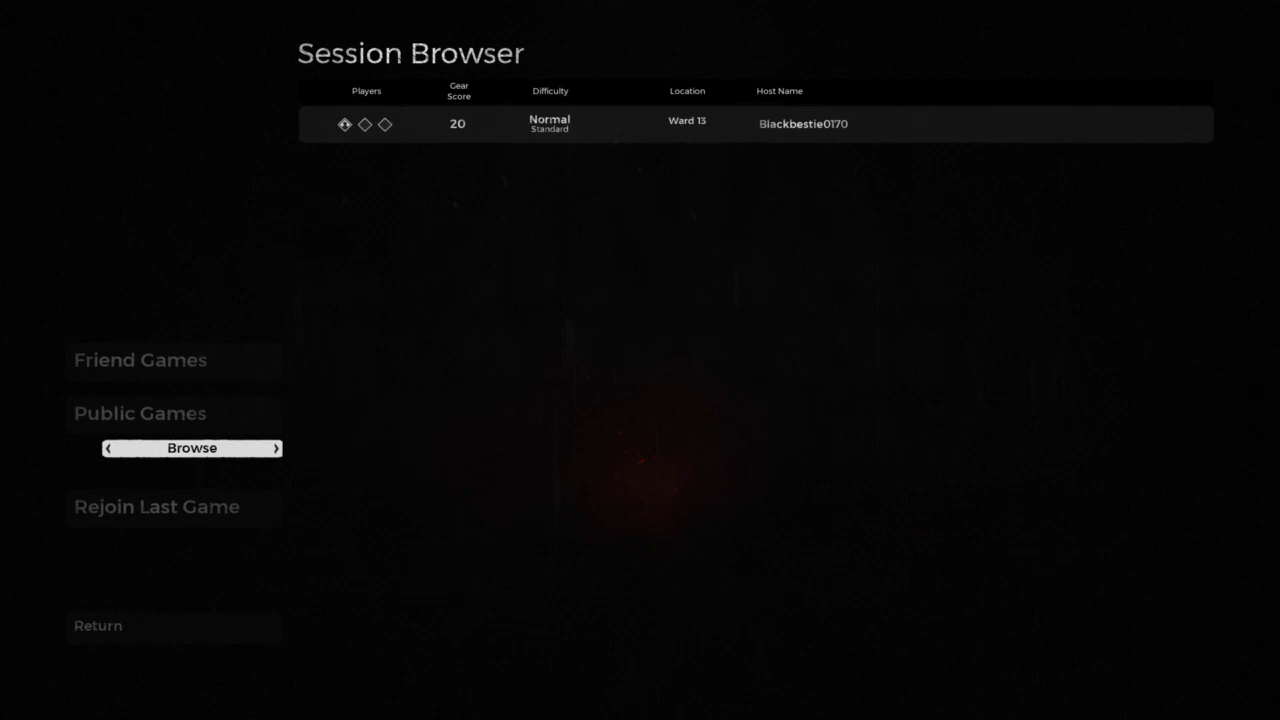 Session Browser
Players
Gear
Score
Difficulty
Location
Host Name
20
Normal
Standard
Ward 13
Blackbestie0170
Friend Games
Public Games
Browse
Rejoin Last Game
Return